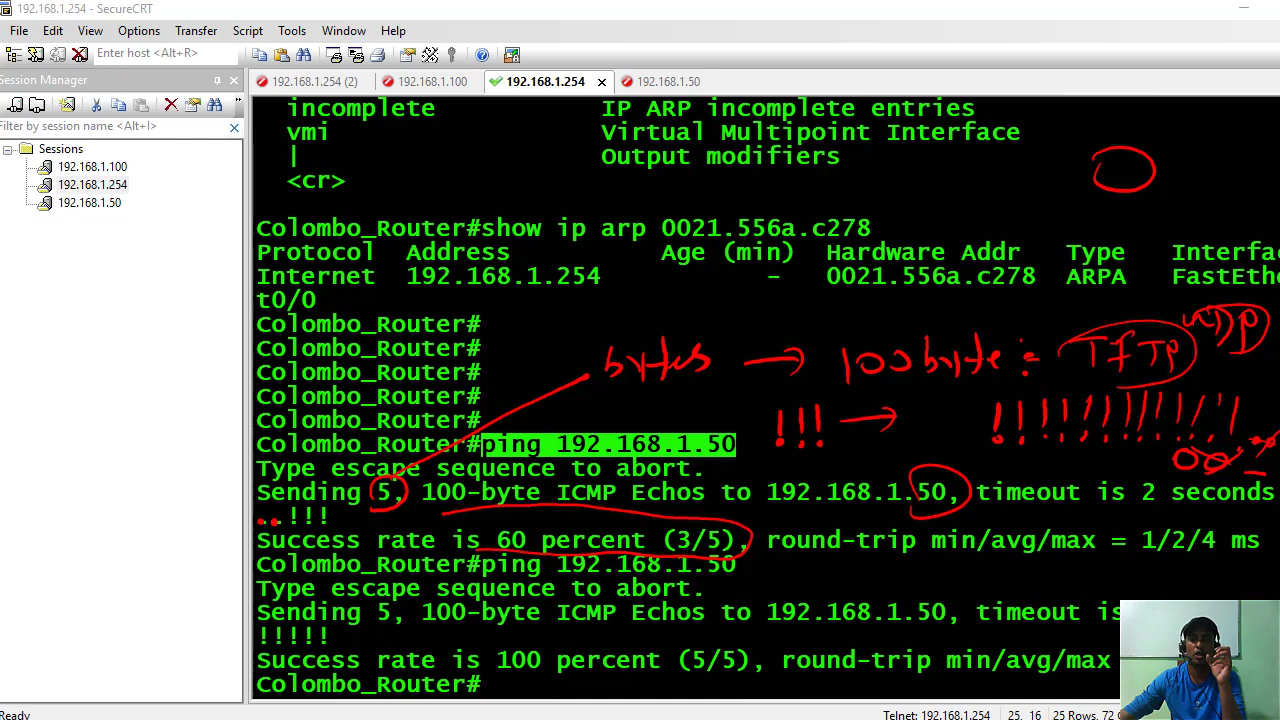 192.168.1.254 - SecureCRT
File Edit View Options Transfer Script Tools Window Help
Enter host <Alt+R>
Session Manager
192.168.1.254 (2)
192.168.1.100
192.168.1.254
192.168.1.50
Filter by session name <Alt+I>
Sessions
192.168.1.100
192.168.1.254
192.168.1.50
incomplete IP ARP incomplete entries
vmi Virtual Multipoint Interface
| Output modifiers
<cr>
Colombo_Router#show ip arp 0021.556a.c278
Protocol Address Age (min) Hardware Addr Type Interfa
Internet 192.168.1.254 - 0021.556a.c278 ARPA FastEthe
t0/0
Colombo_Router#
Colombo_Router#
Colombo_Router#
Colombo_Router#
Colombo_Router#
bytes → 100 byte : TfTp
!!! → !!!!!!!!!!!
Colombo_Router#ping 192.168.1.50
Type escape sequence to abort.
Sending 5, 100-byte ICMP Echos to 192.168.1.50, timeout is 2 seconds
..!!!
Success rate is 60 percent (3/5), round-trip min/avg/max = 1/2/4 ms
Colombo_Router#ping 192.168.1.50
Type escape sequence to abort.
Sending 5, 100-byte ICMP Echos to 192.168.1.50, timeout is
!!!!!
Success rate is 100 percent (5/5), round-trip min/avg/max
Colombo_Router#
Ready
Telnet: 192.168.1.254 25, 16 25 Rows, 72 C